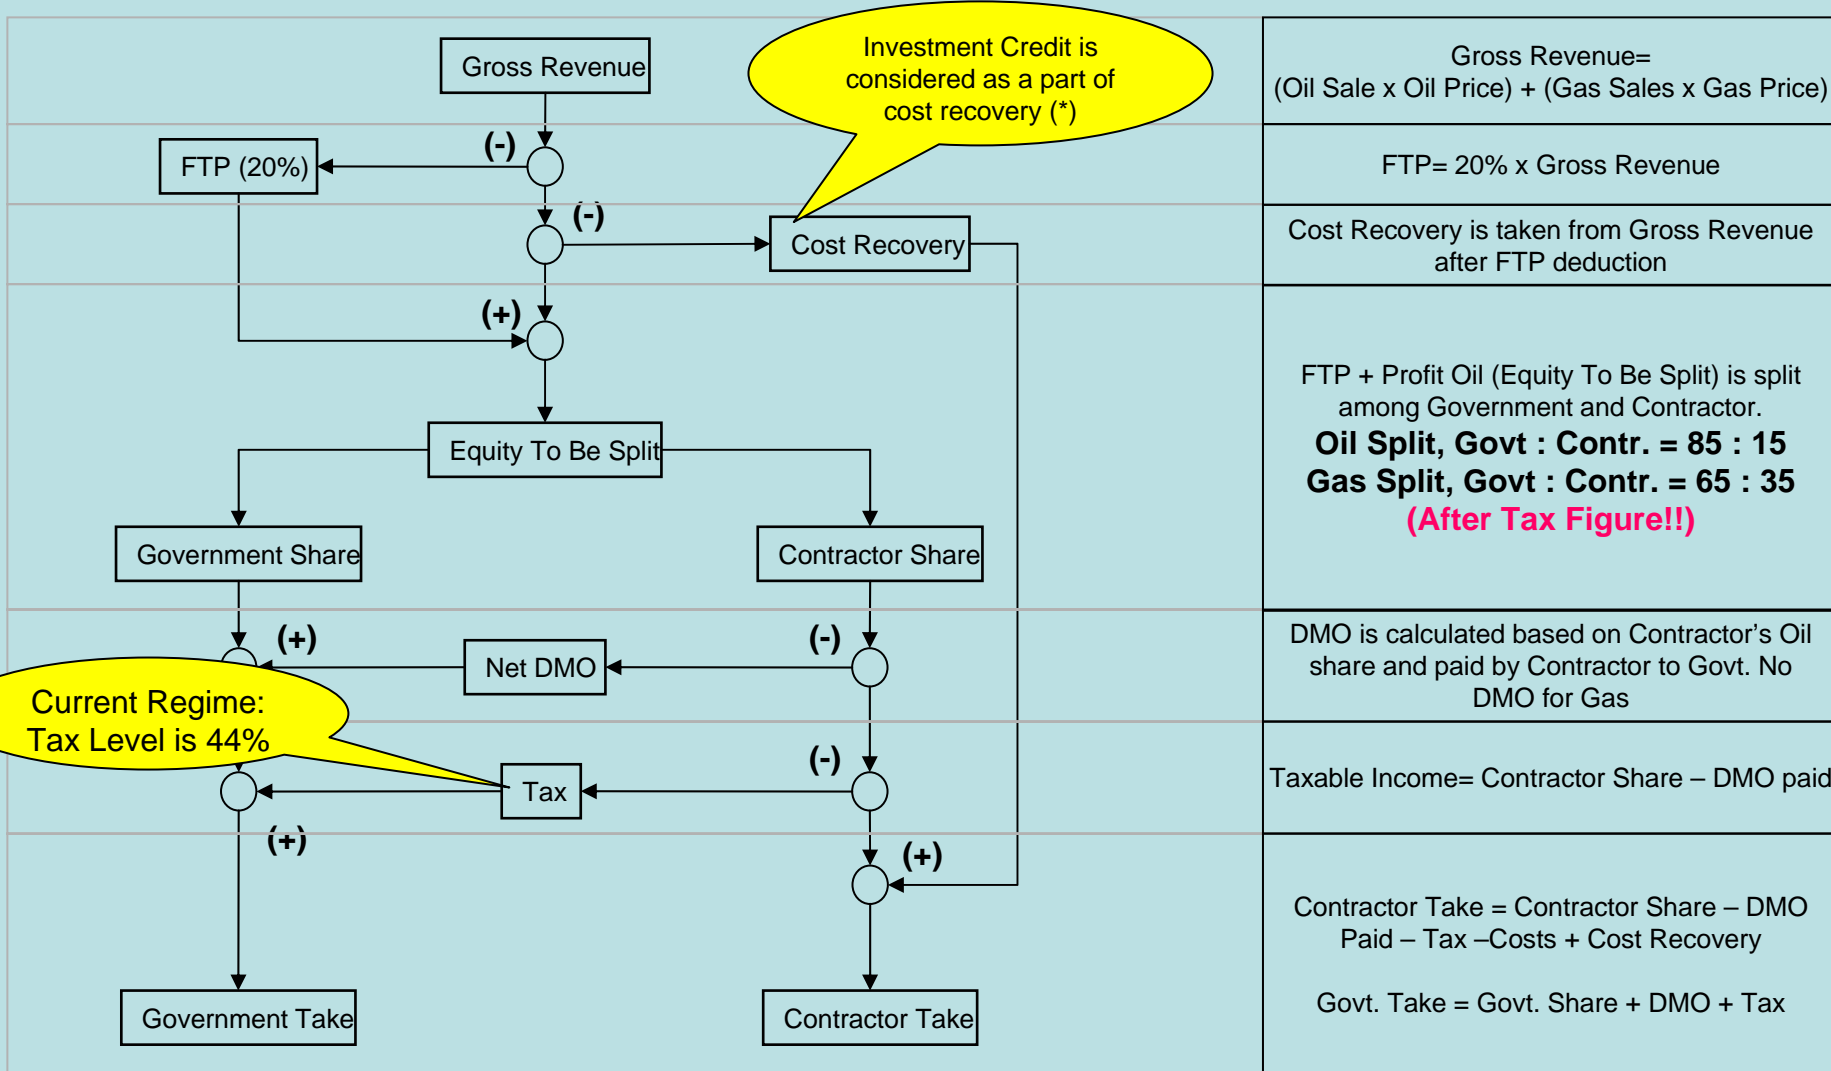 Gross Revenue
Investment Credit is
considered as a part of
cost recovery (*)
Gross Revenue=
(Oil Sale x Oil Price) + (Gas Sales x Gas Price)
(-)
FTP (20%)
FTP= 20% x Gross Revenue
(-)
Cost Recovery
Cost Recovery is taken from Gross Revenue
after FTP deduction
(+)
Equity To Be Split
Government Share
Contractor Share
FTP + Profit Oil (Equity To Be Split) is split
among Government and Contractor.
Oil Split, Govt : Contr. = 85 : 15
Gas Split, Govt : Contr. = 65 : 35
(After Tax Figure!!)
(+)
Net DMO
(-)
DMO is calculated based on Contractor’s Oil
share and paid by Contractor to Govt. No
DMO for Gas
Current Regime:
Tax Level is 44%
Tax
(-)
(+)
Taxable Income= Contractor Share – DMO paid
(+)
Government Take
Contractor Take
Contractor Take = Contractor Share – DMO
Paid – Tax –Costs + Cost Recovery
Govt. Take = Govt. Share + DMO + Tax